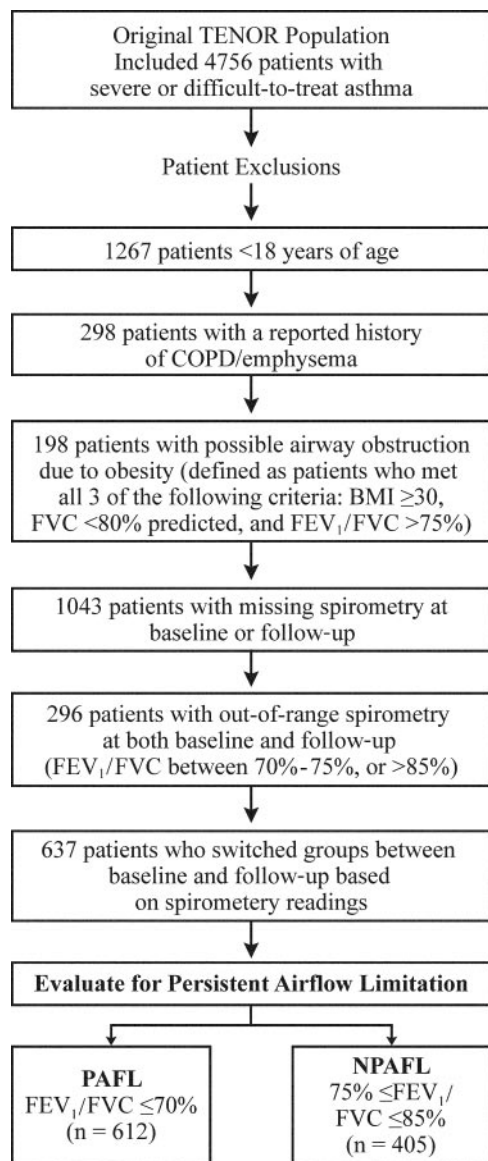 Original TENOR Population
Included 4756 patients with
severe or difficult-to-treat asthma
Patient Exclusions
1267 patients <18 years of age
298 patients with a reported history
of COPD/emphysema
198 patients with possible airway obstruction
due to obesity (defined as patients who met
all 3 of the following criteria: BMI ≥30,
FVC <80% predicted, and FEV₁/FVC >75%)
1043 patients with missing spirometry at
baseline or follow-up
296 patients with out-of-range spirometry
at both baseline and follow-up
(FEV₁/FVC between 70%-75%, or >85%)
637 patients who switched groups between
baseline and follow-up based
on spirometery readings
Evaluate for Persistent Airflow Limitation
PAFL
FEV₁/FVC ≤70%
(n = 612)
NPAFL
75% ≤FEV₁/
FVC ≤85%
(n = 405)